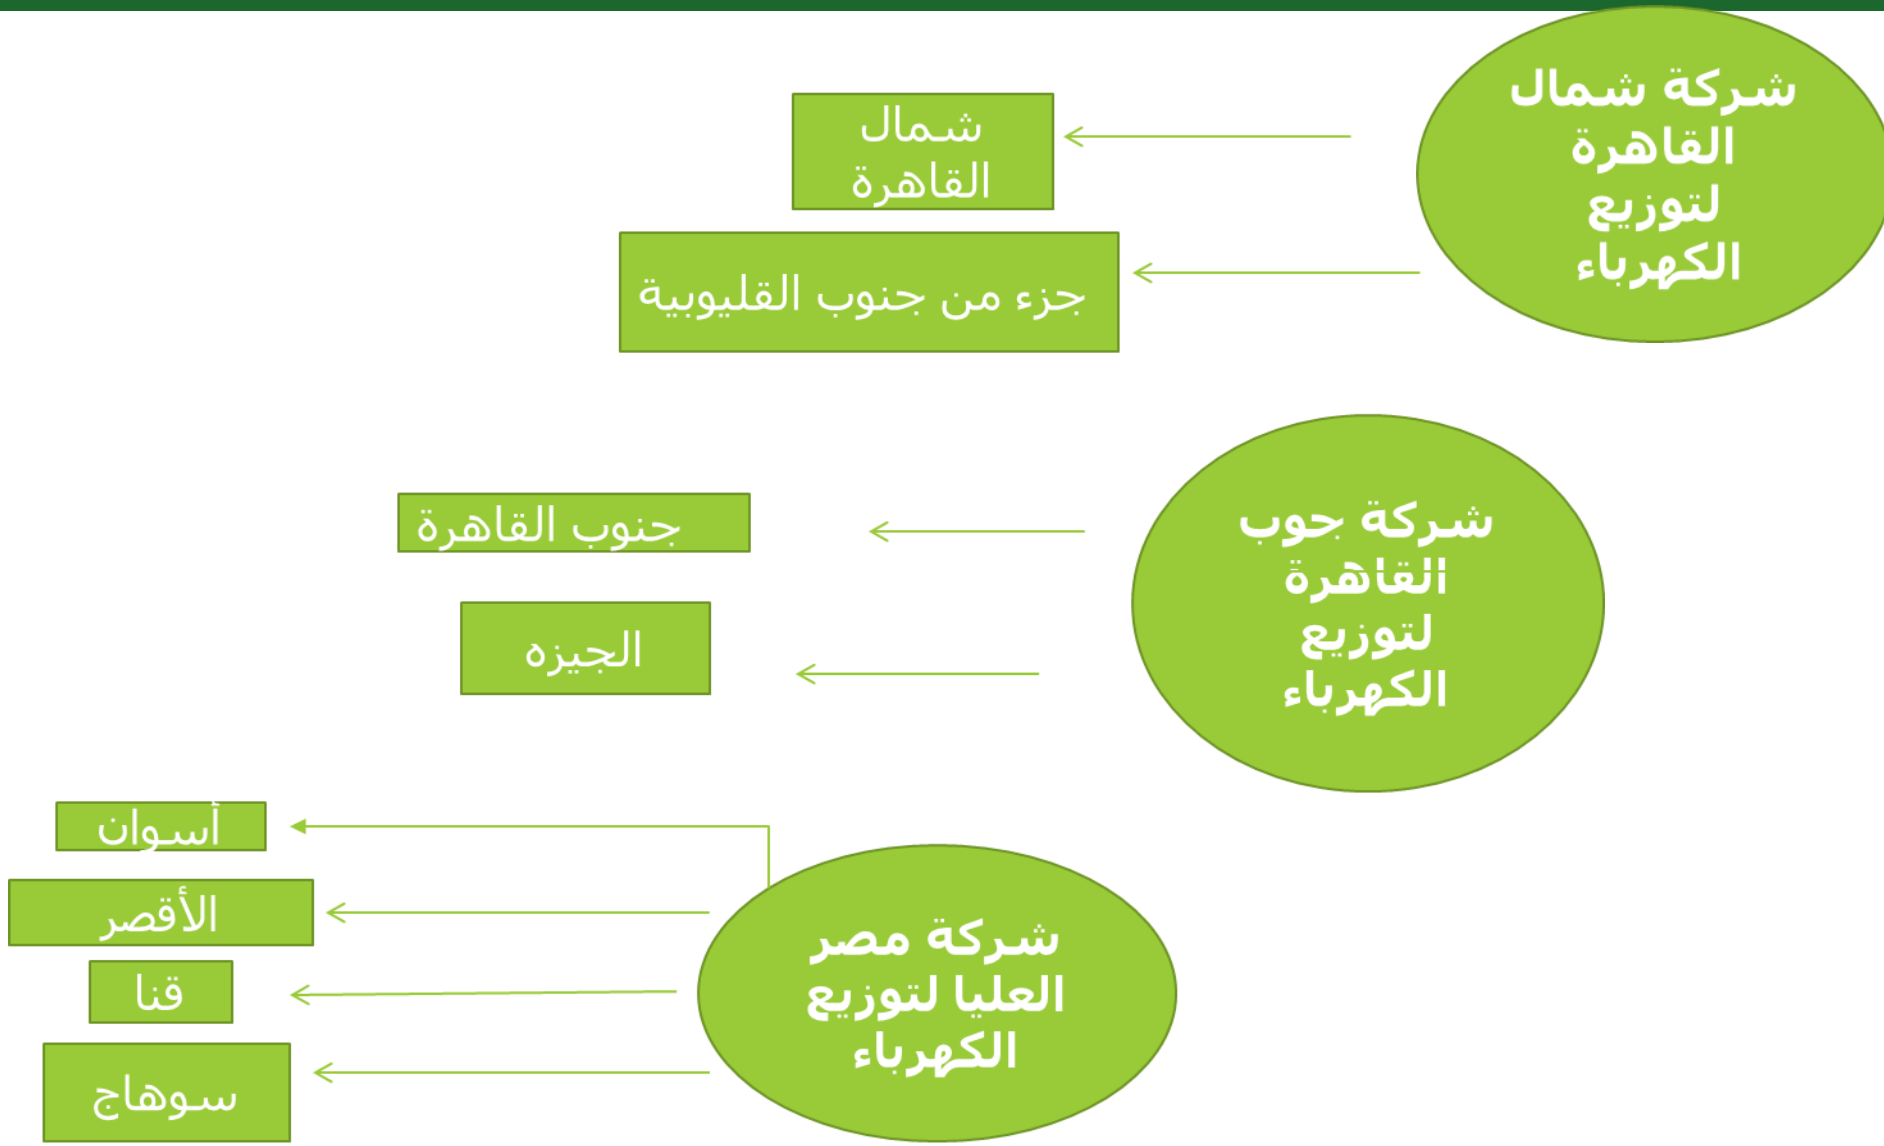 شركة شمال
القاهرة
لتوزيع
الكهرباء
شمال
القاهرة
جزء من جنوب القليوبية
شركة جوب
القاهرة
لتوزيع
الكهرباء
جنوب القاهرة
الجيزه
شركة مصر
العليا لتوزيع
الكهرباء
أسوان
الأقصر
قنا
سوهاج